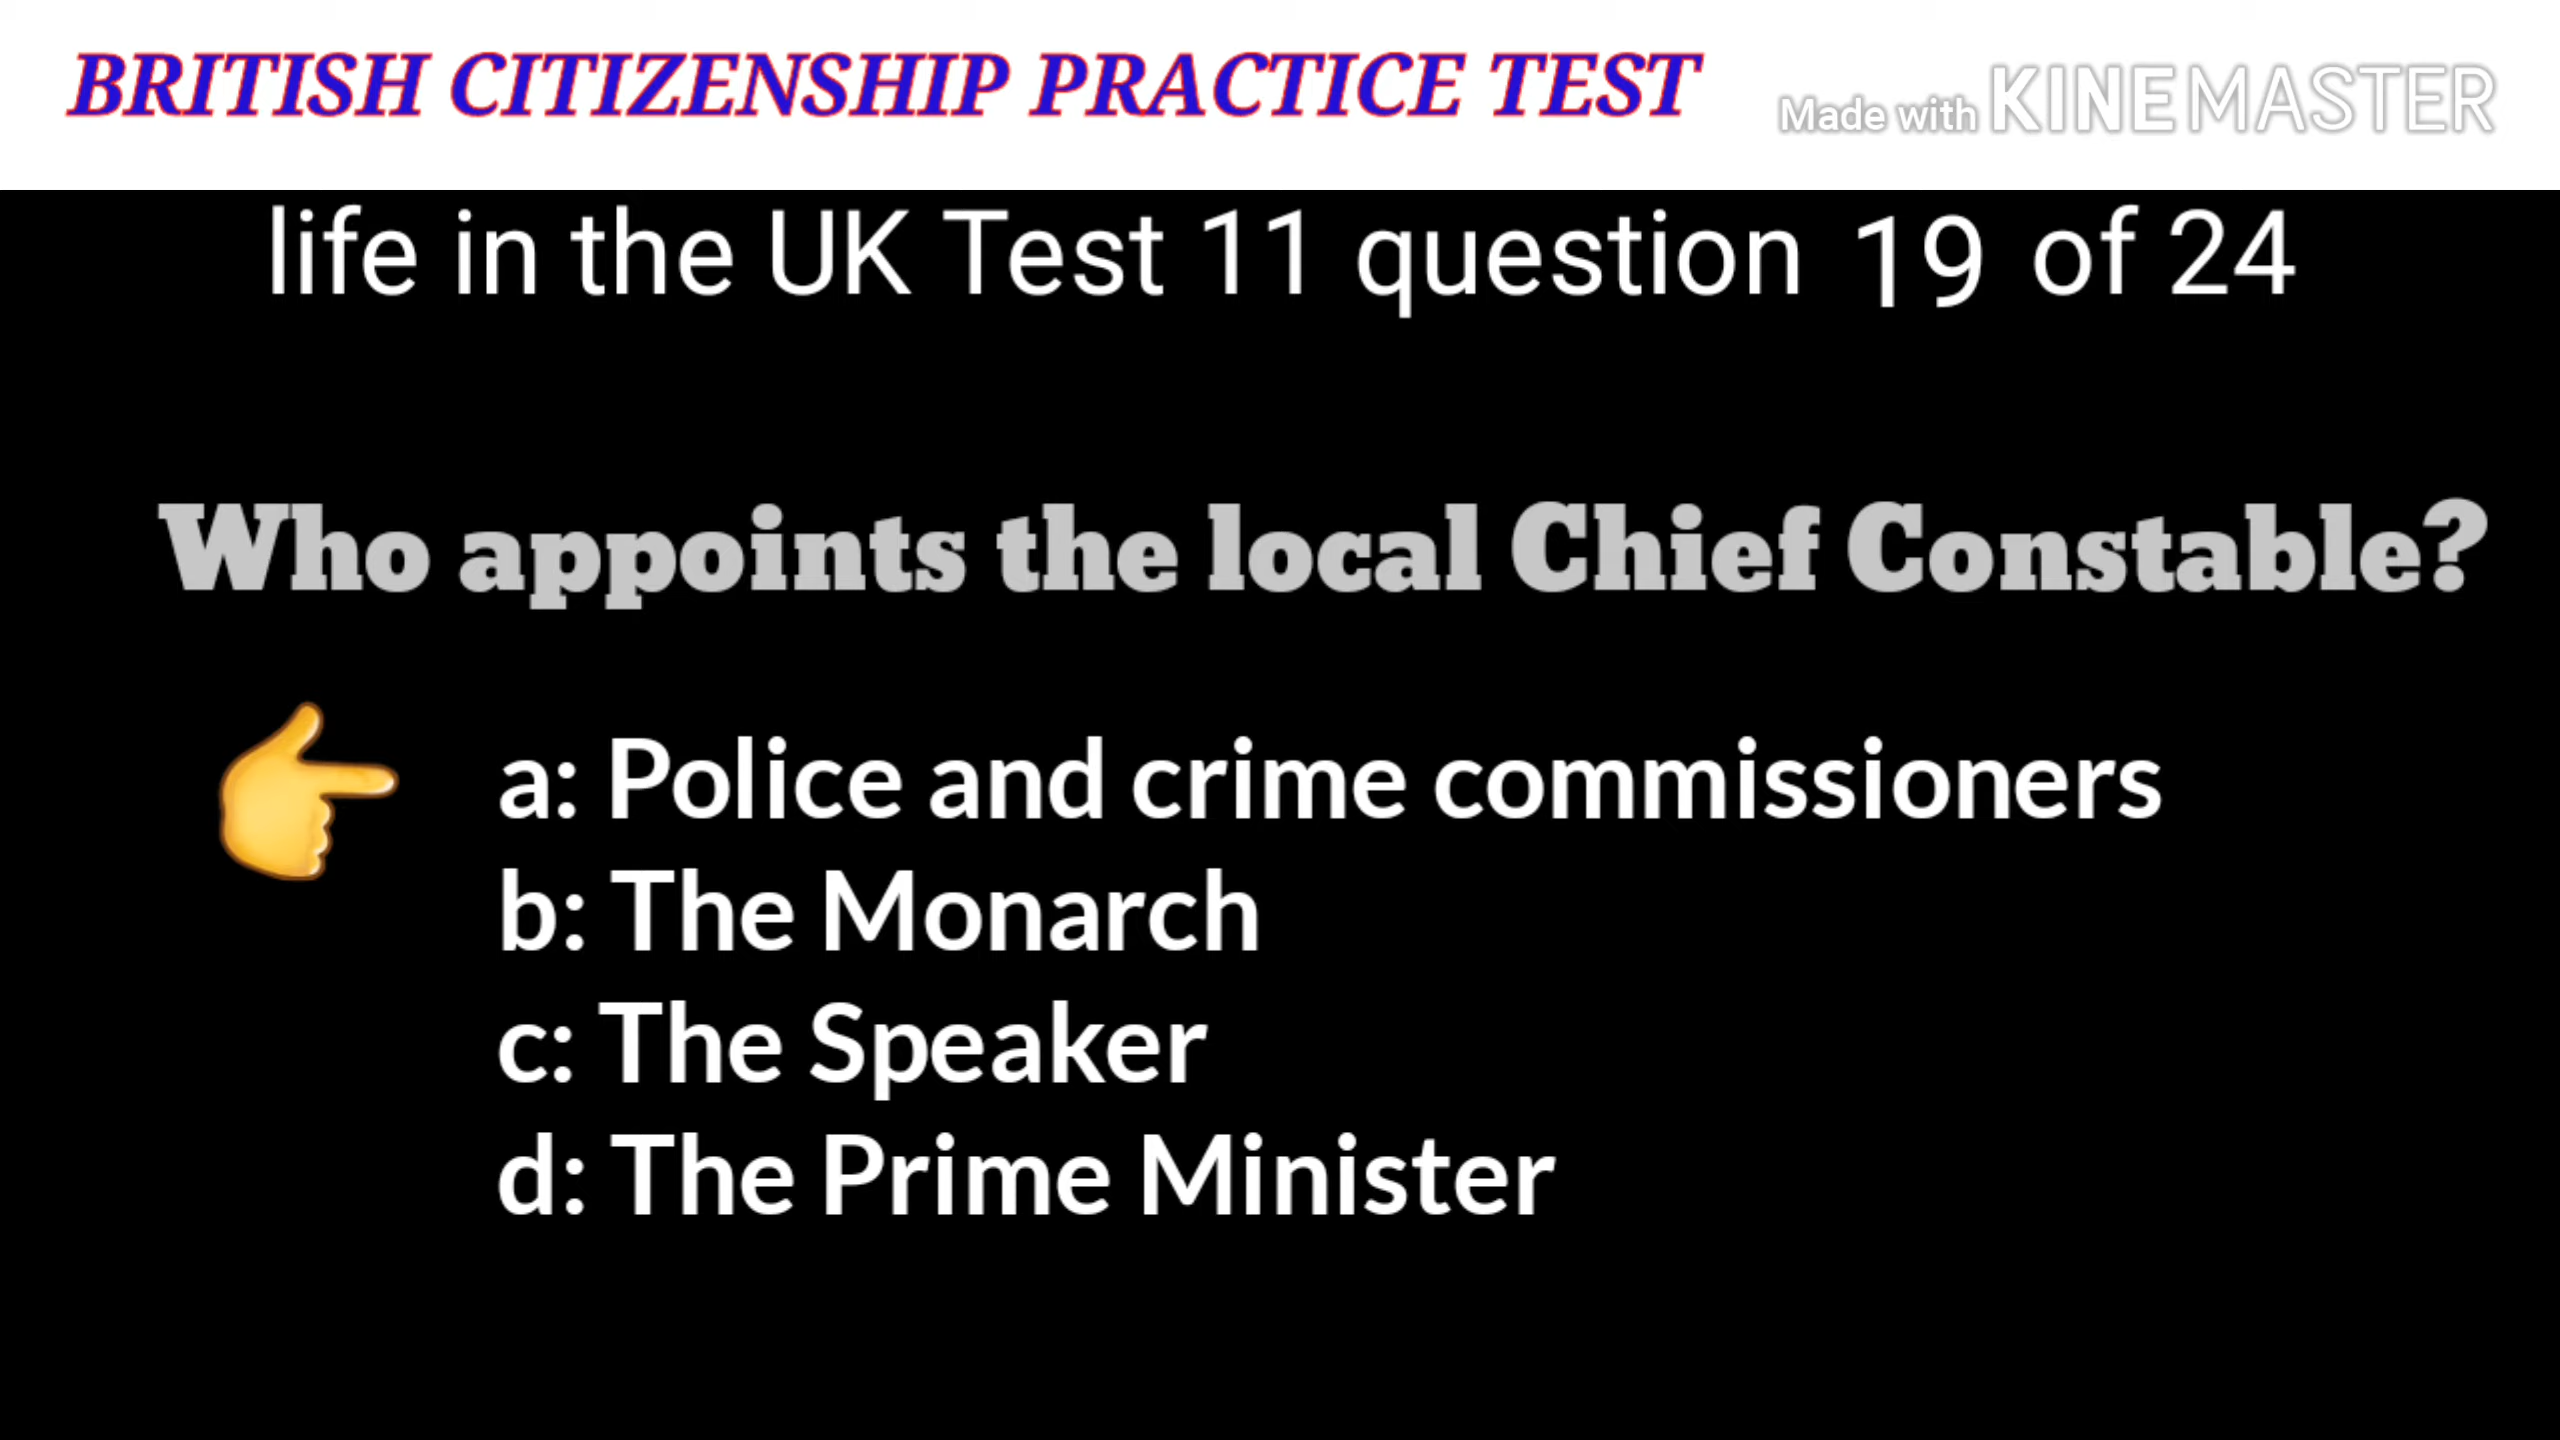 BRITISH CITIZENSHIP PRACTICE TEST
Made with KINEMASTER
life in the UK Test 11 question 19 of 24
Who appoints the local Chief Constable?
a: Police and crime commissioners
b: The Monarch
c: The Speaker
d: The Prime Minister